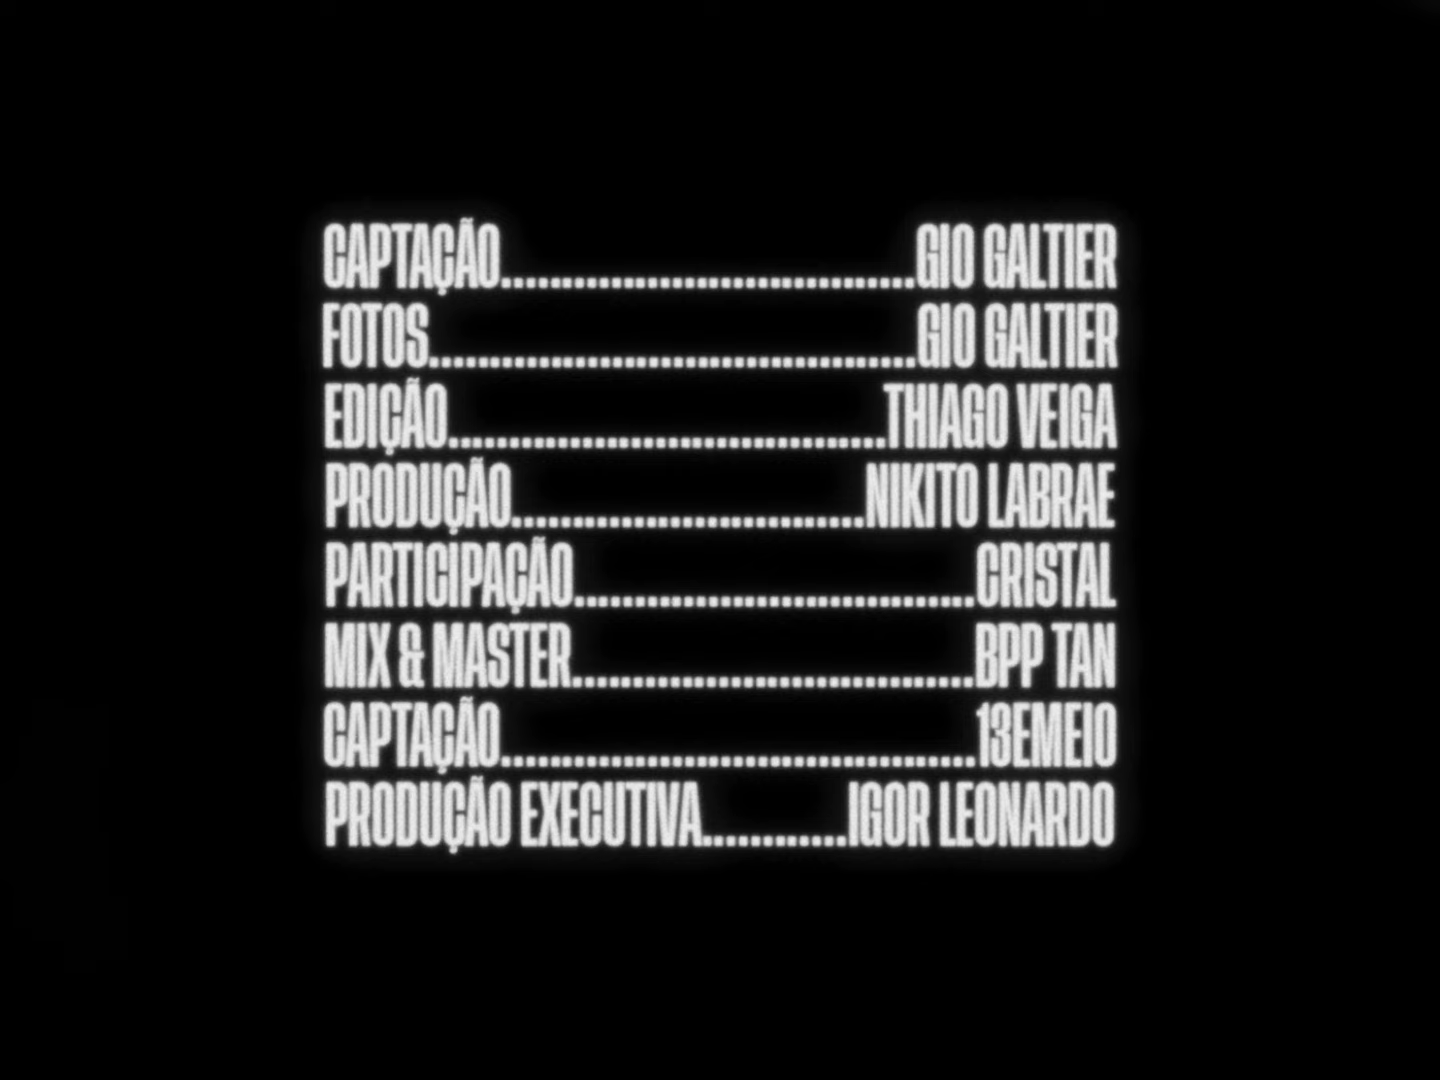 CAPTAÇÃO..................................GIO GALTIER
FOTOS........................................GIO GALTIER
EDIÇÃO....................................THIAGO VEIGA
PRODUÇÃO.............................NIKITO LABRAE
PARTICIPAÇÃO.................................CRISTAL
MIX & MASTER.................................BPP TAN
CAPTAÇÃO.......................................13EMEIO
PRODUÇÃO EXECUTIVA............IGOR LEONARDO